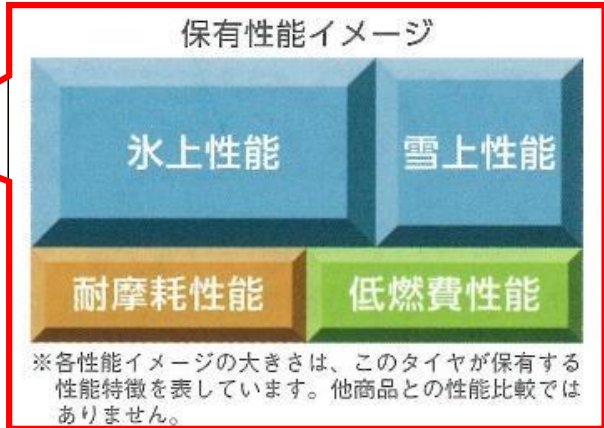 保有性能イメージ
氷上性能 雪上性能
耐摩耗性能 低燃費性能
※各性能イメージの大きさは、このタイヤが保有する
性能特徴を表しています。他商品との性能比較では
ありません。